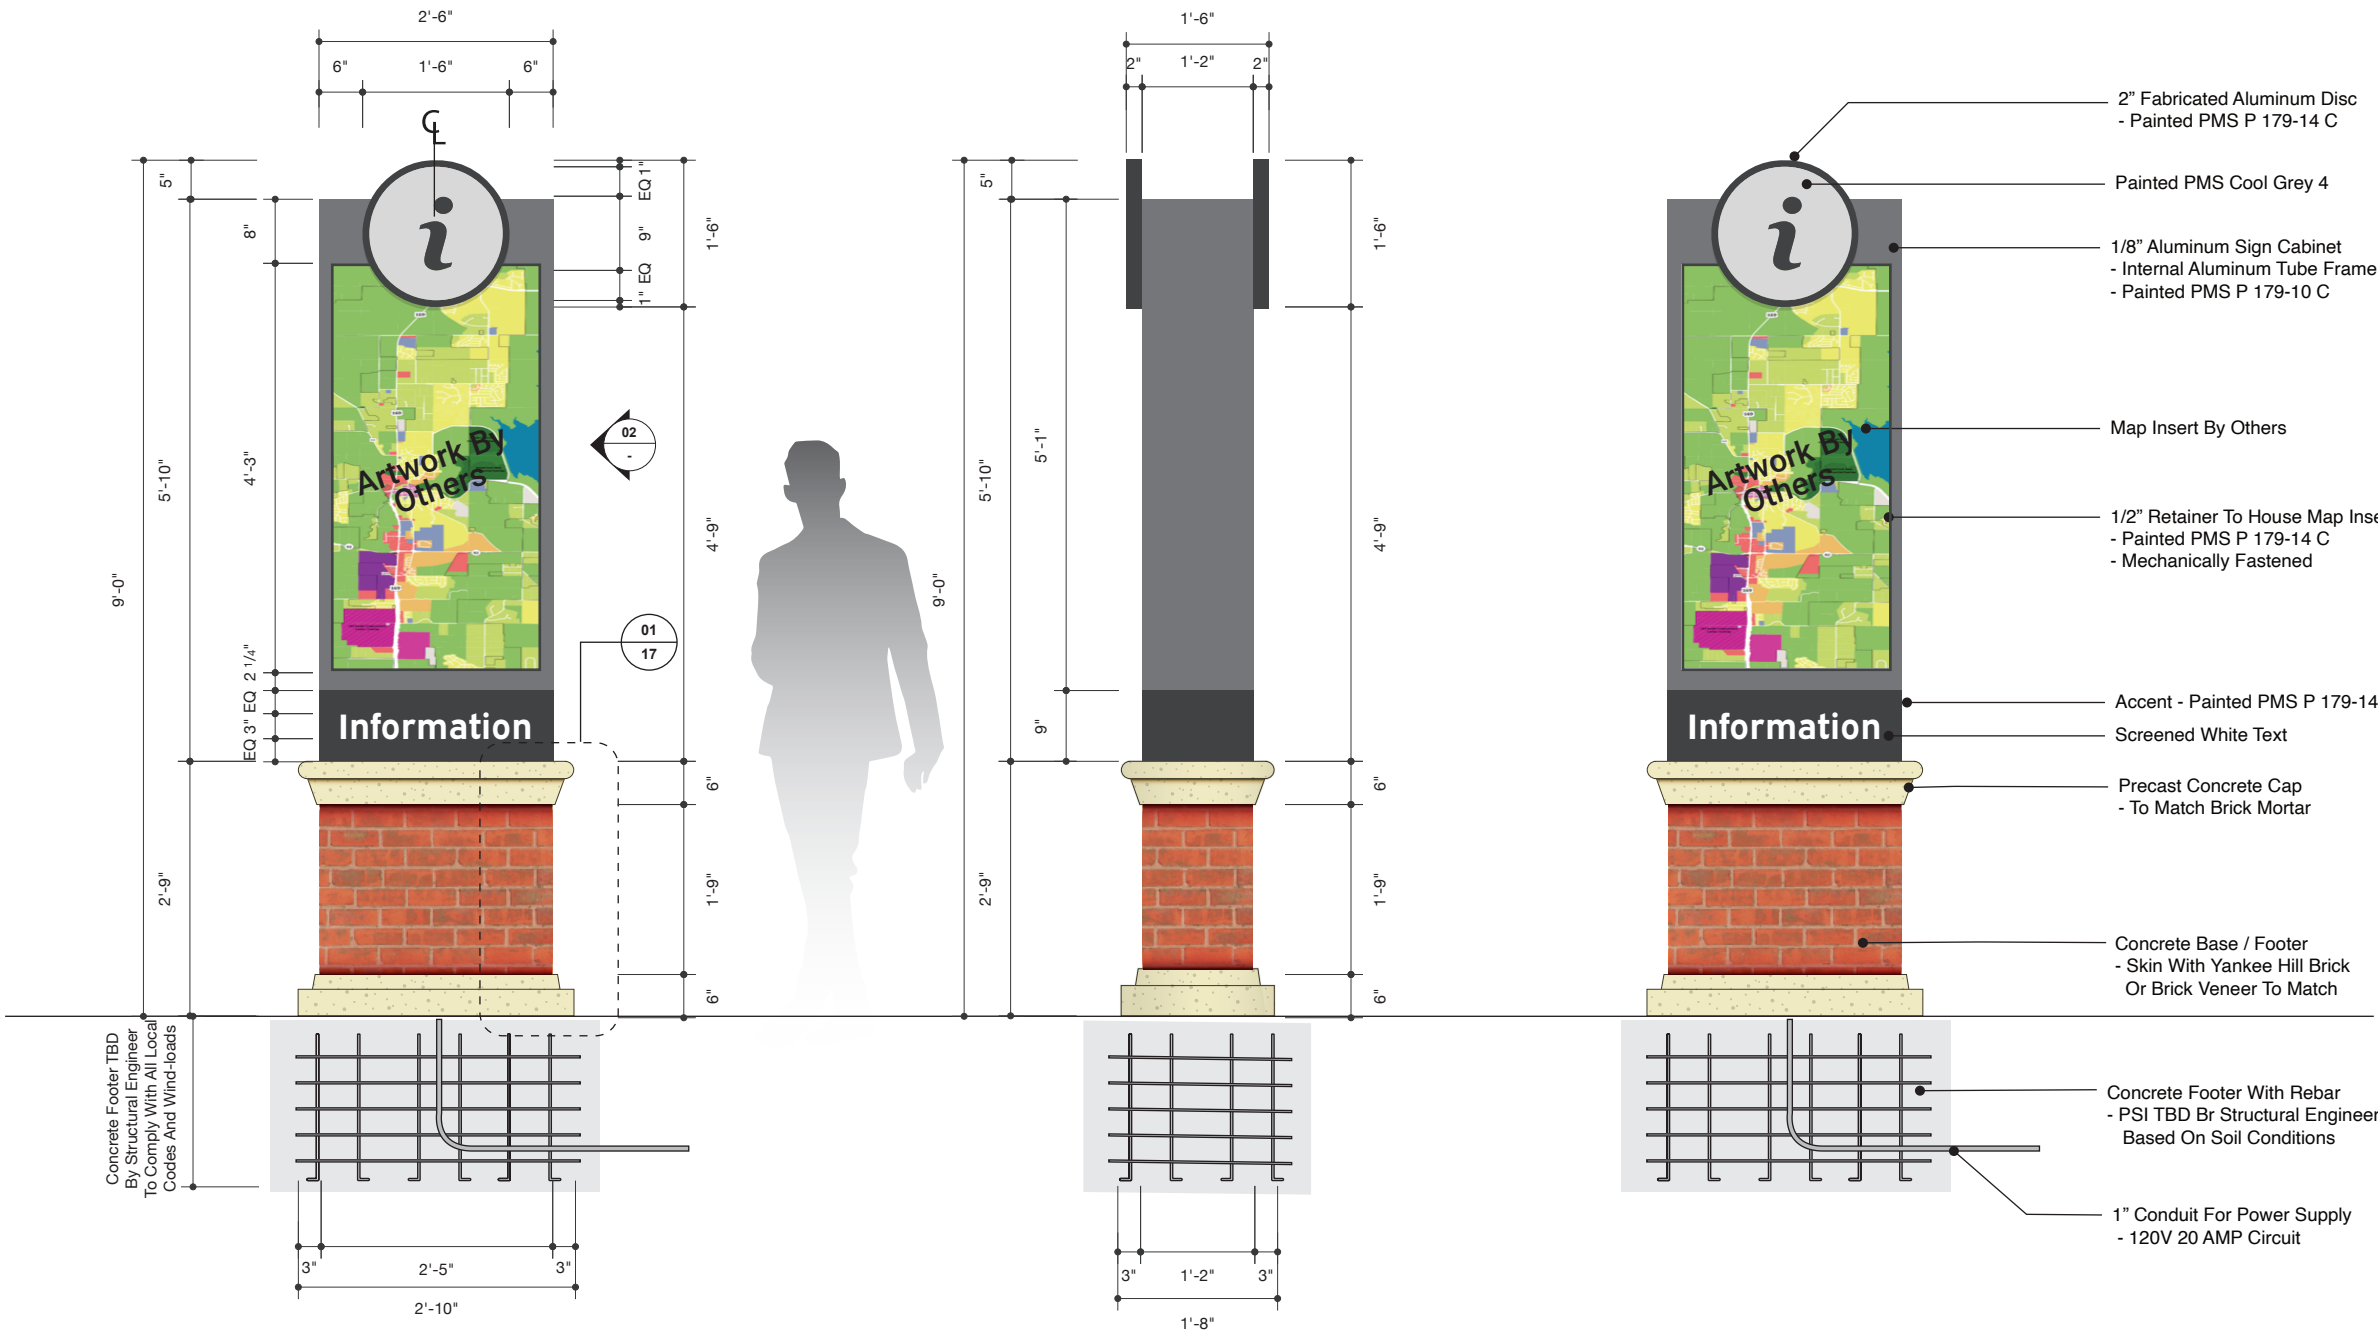 2'-6"
6" 1'-6" 6"
CL
5"
8"
4'-3"
5'-10"
9'-0"
2 1/4"
EQ
3"
EQ
2'-9"
1"
EQ
9"
EQ
1"
1'-6"
4'-9"
6"
1'-9"
6"
i
Artwork By
Others
Information
02
-
01
17
Concrete Footer TBD
By Structural Engineer
To Comply With All Local
Codes And Wind-loads
3" 2'-5" 3"
2'-10"
1'-6"
2" 1'-2" 2"
5"
5'-1"
5'-10"
9'-0"
9"
2'-9"
1'-6"
4'-9"
6"
1'-9"
6"
3" 1'-2" 3"
1'-8"
i
Artwork By
Others
Information
2” Fabricated Aluminum Disc
- Painted PMS P 179-14 C
Painted PMS Cool Grey 4
1/8” Aluminum Sign Cabinet
- Internal Aluminum Tube Frame
- Painted PMS P 179-10 C
Map Insert By Others
1/2” Retainer To House Map Inse
- Painted PMS P 179-14 C
- Mechanically Fastened
Accent - Painted PMS P 179-14
Screened White Text
Precast Concrete Cap
- To Match Brick Mortar
Concrete Base / Footer
- Skin With Yankee Hill Brick
Or Brick Veneer To Match
Concrete Footer With Rebar
- PSI TBD Br Structural Engineer
Based On Soil Conditions
1” Conduit For Power Supply
- 120V 20 AMP Circuit